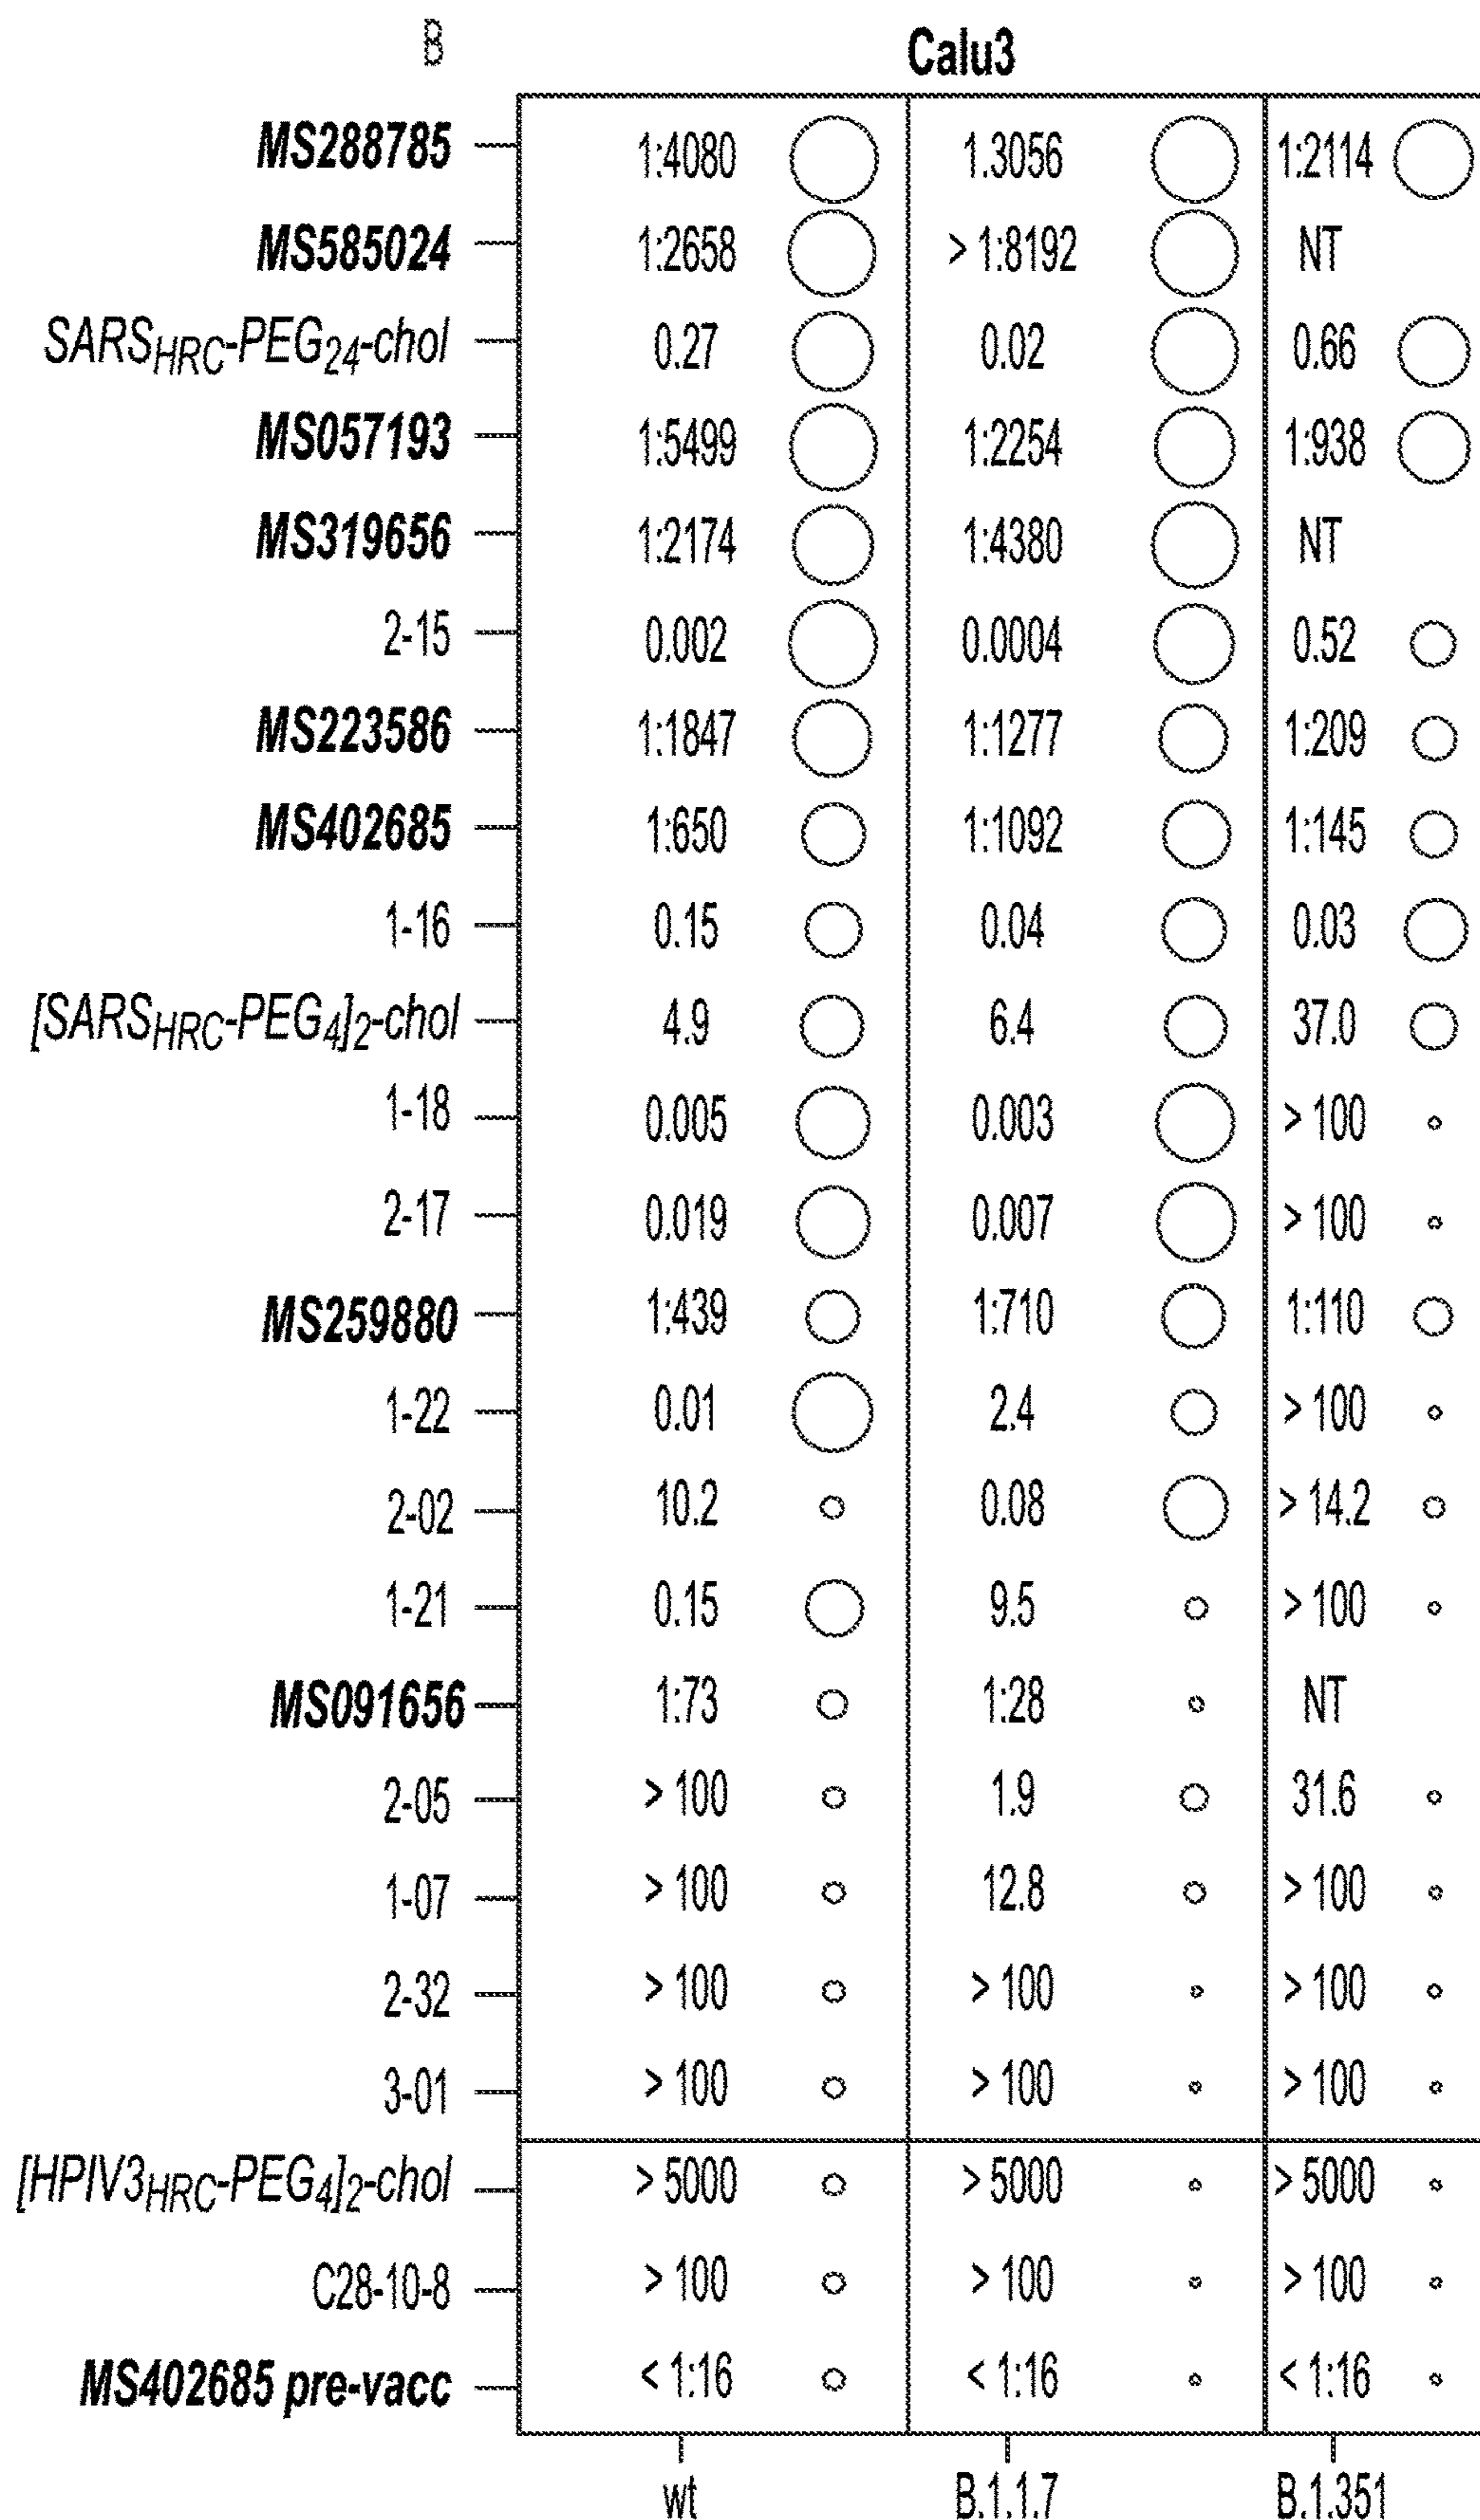 B
Calu3
MS288785 1:4080 1.3056 1:2114
MS585024 1:2658 > 1:8192 NT
SARSHRC-PEG24-chol 0.27 0.02 0.66
MS057193 1:5499 1:2254 1:938
MS319656 1:2174 1:4380 NT
2-15 0.002 0.0004 0.52
MS223586 1:1847 1:1277 1:209
MS402685 1:650 1:1092 1:145
1-16 0.15 0.04 0.03
[SARSHRC-PEG4]2-chol 4.9 6.4 37.0
1-18 0.005 0.003 > 100
2-17 0.019 0.007 > 100
MS259880 1:439 1:710 1:110
1-22 0.01 2.4 > 100
2-02 10.2 0.08 > 14.2
1-21 0.15 9.5 > 100
MS091656 1:73 1:28 NT
2-05 > 100 1.9 31.6
1-07 > 100 12.8 > 100
2-32 > 100 > 100 > 100
3-01 > 100 > 100 > 100
[HPIV3HRC-PEG4]2-chol > 5000 > 5000 > 5000
C28-10-8 > 100 > 100 > 100
MS402685 pre-vacc < 1:16 < 1:16 < 1:16
wt B.1.1.7 B.1.351